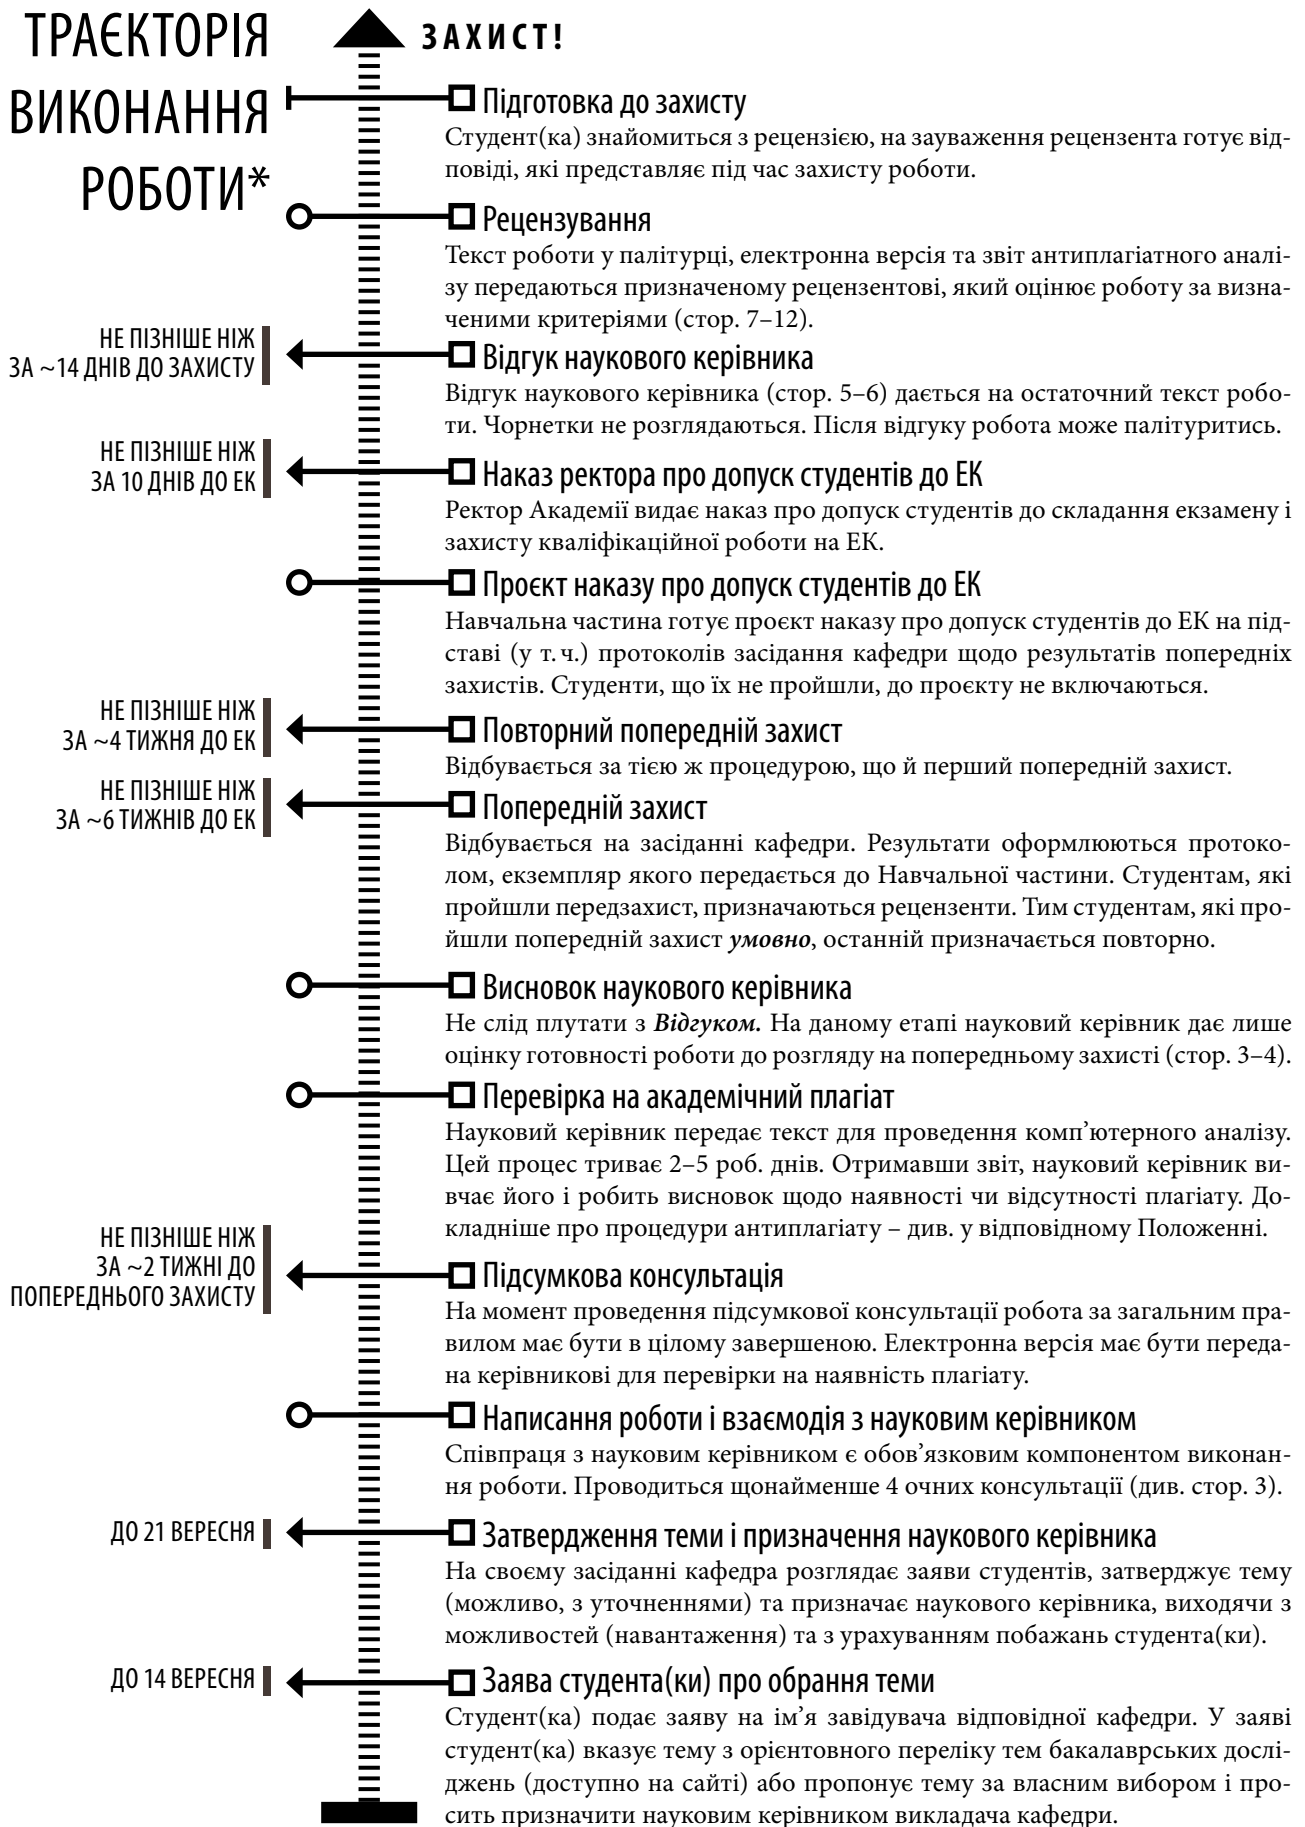 ТРАЄКТОРІЯ
ВИКОНАННЯ
РОБОТИ*
ЗАХИСТ!
Підготовка до захисту
Студент(ка) знайомиться з рецензією, на зауваження рецензента готує від-
повіді, які представляє під час захисту роботи.
Рецензування
Текст роботи у палітурці, електронна версія та звіт антиплагіатного аналі-
зу передаються призначеному рецензентові, який оцінює роботу за визна-
ченими критеріями (стор. 7–12).
НЕ ПІЗНІШЕ НІЖ
ЗА ~14 ДНІВ ДО ЗАХИСТУ
Відгук наукового керівника
Відгук наукового керівника (стор. 5–6) дається на остаточний текст робо-
ти. Чорнетки не розглядаються. Після відгуку робота може палітуритись.
НЕ ПІЗНІШЕ НІЖ
ЗА 10 ДНІВ ДО ЕК
Наказ ректора про допуск студентів до ЕК
Ректор Академії видає наказ про допуск студентів до складання екзамену і
захисту кваліфікаційної роботи на ЕК.
Проєкт наказу про допуск студентів до ЕК
Навчальна частина готує проєкт наказу про допуск студентів до ЕК на під-
ставі (у т. ч.) протоколів засідання кафедри щодо результатів попередніх
захистів. Студенти, що їх не пройшли, до проєкту не включаються.
НЕ ПІЗНІШЕ НІЖ
ЗА ~4 ТИЖНЯ ДО ЕК
Повторний попередній захист
Відбувається за тією ж процедурою, що й перший попередній захист.
НЕ ПІЗНІШЕ НІЖ
ЗА ~6 ТИЖНІВ ДО ЕК
Попередній захист
Відбувається на засіданні кафедри. Результати оформлюються протоко-
лом, екземпляр якого передається до Навчальної частини. Студентам, які
пройшли передзахист, призначаються рецензенти. Тим студентам, які про-
йшли попередній захист умовно, останній призначається повторно.
Висновок наукового керівника
Не слід плутати з Відгуком. На даному етапі науковий керівник дає лише
оцінку готовності роботи до розгляду на попередньому захисті (стор. 3–4).
Перевірка на академічний плагіат
Науковий керівник передає текст для проведення комп’ютерного аналізу.
Цей процес триває 2–5 роб. днів. Отримавши звіт, науковий керівник ви-
вчає його і робить висновок щодо наявності чи відсутності плагіату. До-
кладніше про процедури антиплагіату – див. у відповідному Положенні.
НЕ ПІЗНІШЕ НІЖ
ЗА ~2 ТИЖНІ ДО
ПОПЕРЕДНЬОГО ЗАХИСТУ
Підсумкова консультація
На момент проведення підсумкової консультації робота за загальним пра-
вилом має бути в цілому завершеною. Електронна версія має бути переда-
на керівникові для перевірки на наявність плагіату.
Написання роботи і взаємодія з науковим керівником
Співпраця з науковим керівником є обов’язковим компонентом виконан-
ня роботи. Проводиться щонайменше 4 очних консультації (див. стор. 3).
ДО 21 ВЕРЕСНЯ
Затвердження теми і призначення наукового керівника
На своєму засіданні кафедра розглядає заяви студентів, затверджує тему
(можливо, з уточненнями) та призначає наукового керівника, виходячи з
можливостей (навантаження) та з урахуванням побажань студента(ки).
ДО 14 ВЕРЕСНЯ
Заява студента(ки) про обрання теми
Студент(ка) подає заяву на ім’я завідувача відповідної кафедри. У заяві
студент(ка) вказує тему з орієнтовного переліку тем бакалаврських дослі-
джень (доступно на сайті) або пропонує тему за власним вибором і про-
сить призначити науковим керівником викладача кафедри.